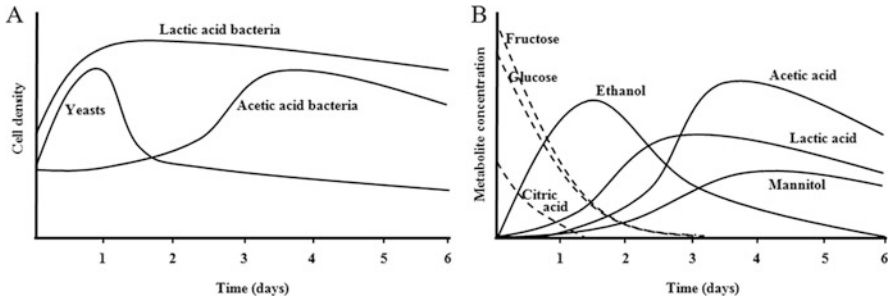 A
Lactic acid bacteria
Yeasts
Acetic acid bacteria
Cell density
1 2 3 4 5 6
Time (days)
B
Fructose
Glucose
Ethanol
Acetic acid
Lactic acid
Mannitol
Citric
acid
Metabolite concentration
1 2 3 4 5 6
Time (days)